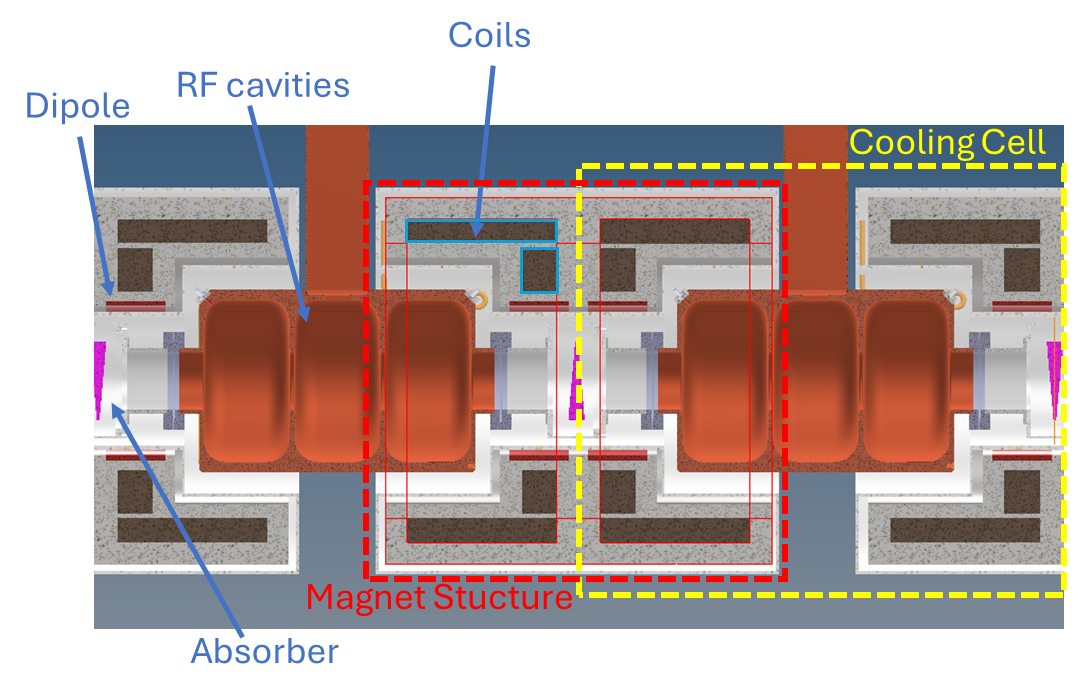 Coils
RF cavities
Dipole
Cooling Cell
Magnet Stucture
Absorber